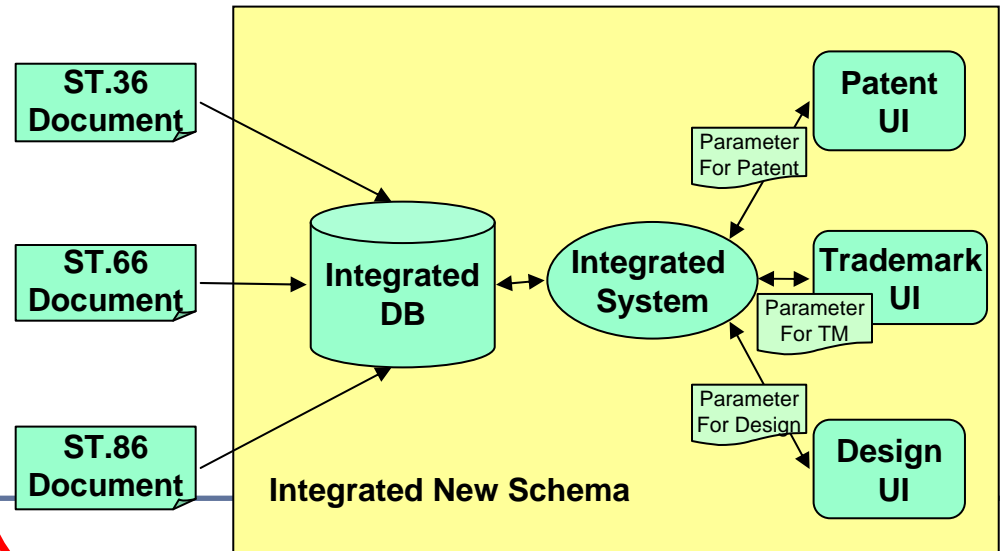 ST.36
Document
ST.66
Document
ST.86
Document
Integrated
DB
Integrated
System
Parameter
For Patent
Parameter
For TM
Parameter
For Design
Patent
UI
Trademark
UI
Design
UI
Integrated New Schema